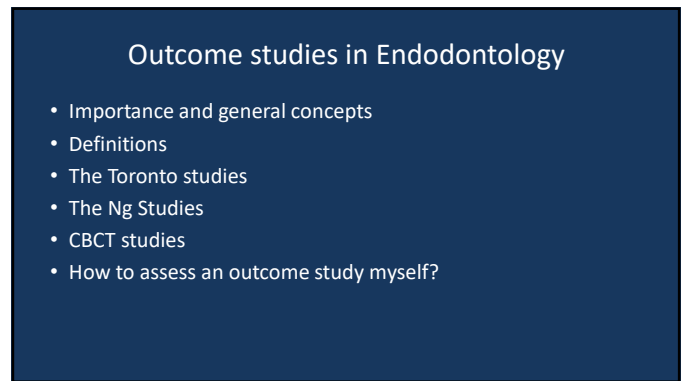 Outcome studies in Endodontology
• Importance and general concepts
• Definitions
• The Toronto studies
• The Ng Studies
• CBCT studies
• How to assess an outcome study myself?